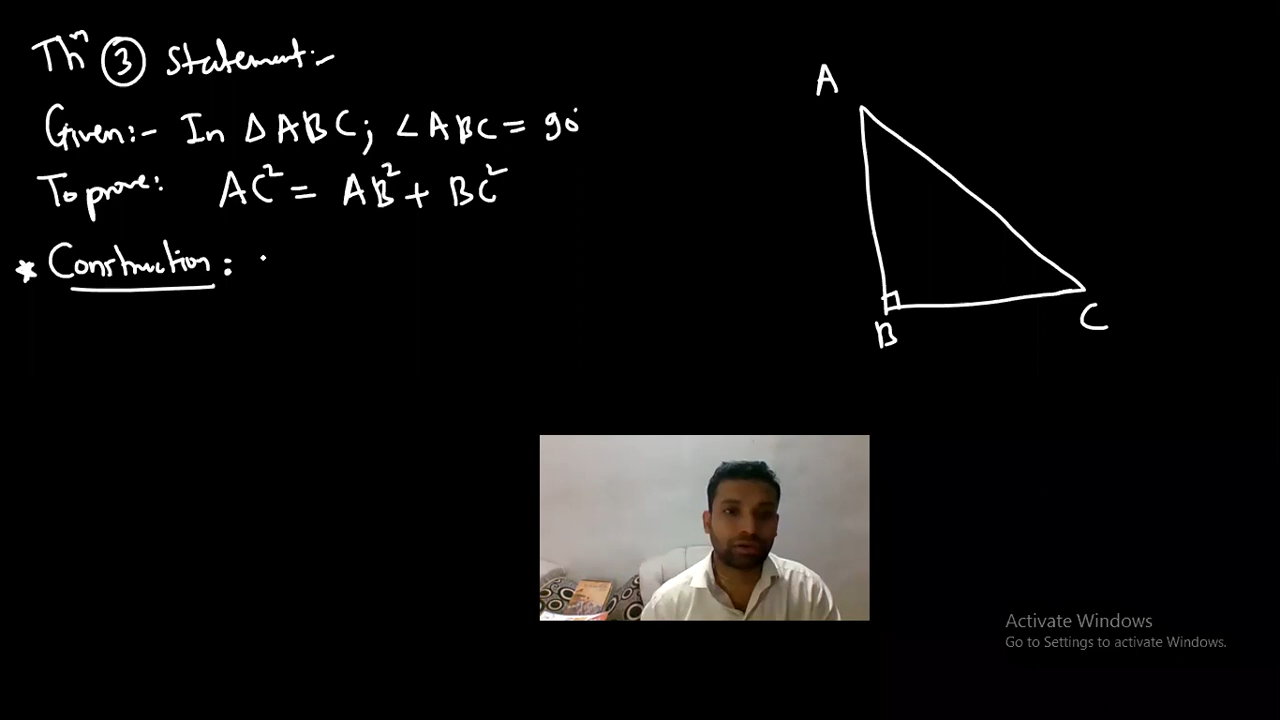 Thm ③ Statement:-
Given:- In △ABC; ∠ABC = 90°
To prove: AC² = AB² + BC²
* Construction:
A
B
C
Activate Windows
Go to Settings to activate Windows.